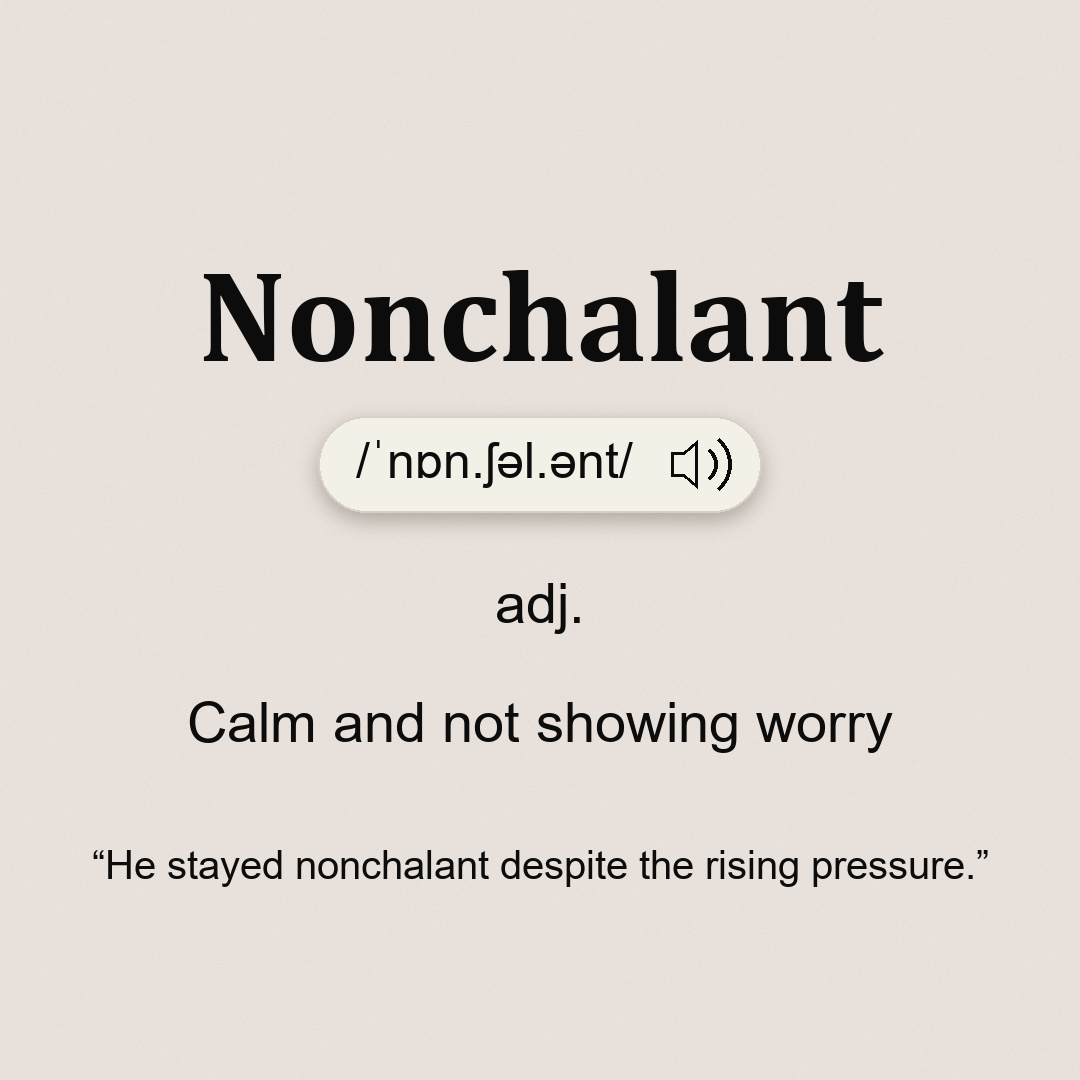 Nonchalant
/ˈnɒn.ʃəl.ənt/
adj.
Calm and not showing worry
“He stayed nonchalant despite the rising pressure.”